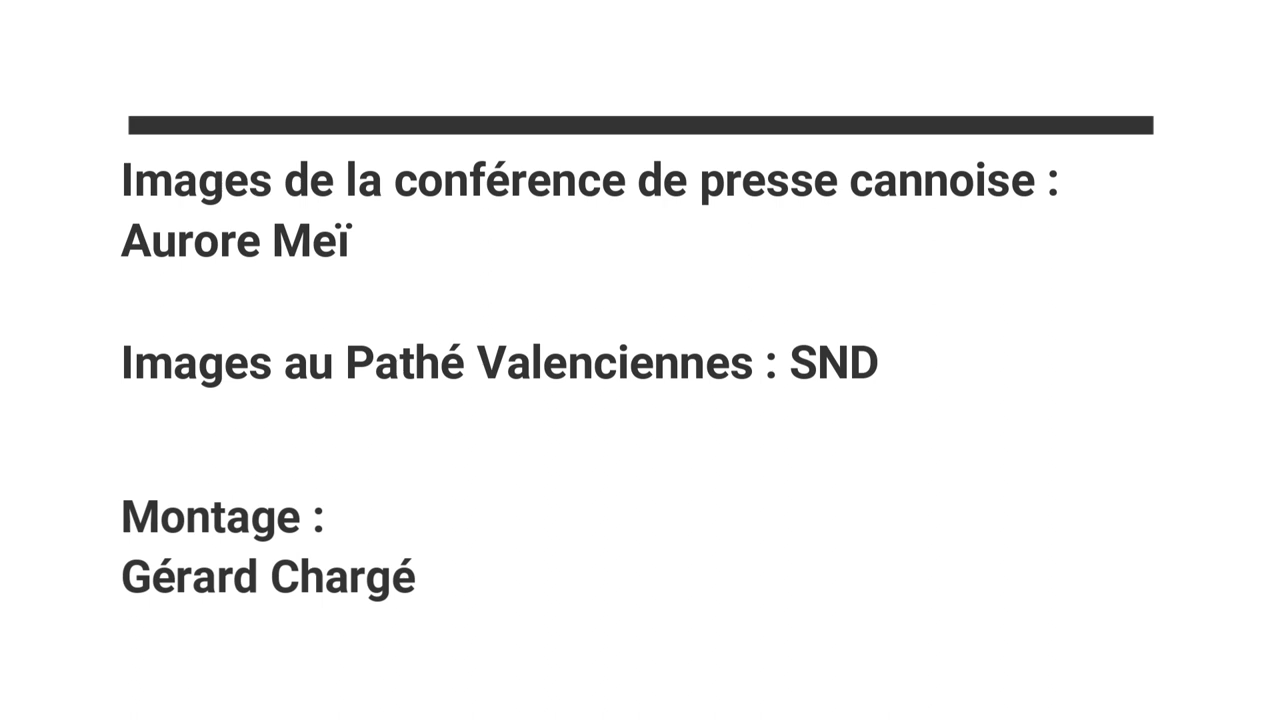 Images de la conférence de presse cannoise :
Aurore Meï
Images au Pathé Valenciennes : SND
Montage :
Gérard Chargé